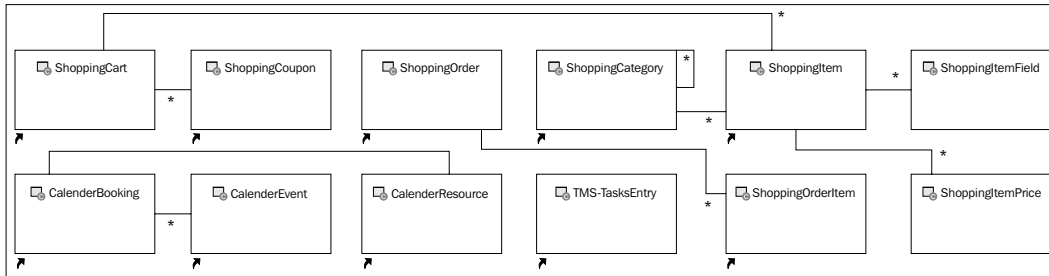 *
ShoppingCart
ShoppingCoupon
ShoppingOrder
ShoppingCategory
*
ShoppingItem
*
ShoppingItemField
*
*
*
CalenderBooking
CalenderEvent
CalenderResource
TMS-TasksEntry
ShoppingOrderItem
ShoppingItemPrice
*
*